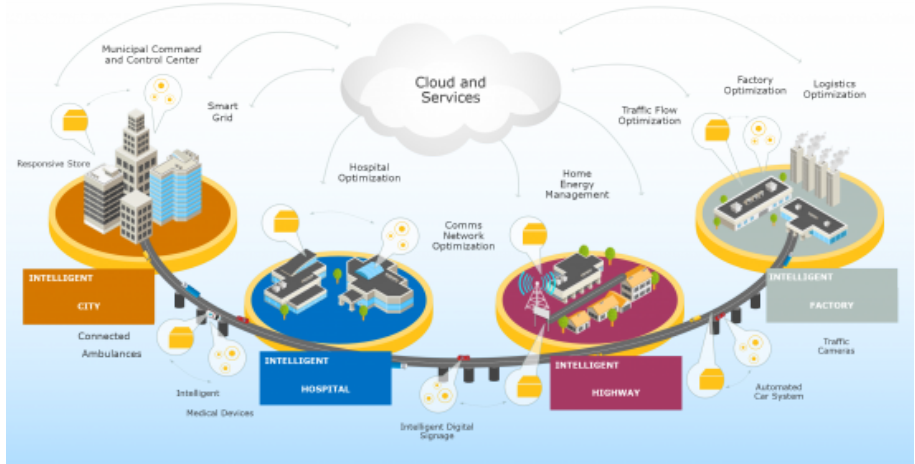 Municipal Command
and Control Center
Cloud and
Services
Factory
Optimization
Logistics
Optimization
Smart
Grid
Traffic Flow
Optimization
Responsive Store
Hospital
Optimization
Home
Energy
Management
Comms
Network
Optimization
INTELLIGENT
CITY
INTELLIGENT
FACTORY
Connected
Ambulances
Traffic
Cameras
INTELLIGENT
HOSPITAL
INTELLIGENT
HIGHWAY
Intelligent
Medical Devices
Automated
Car System
Intelligent Digital
Signage